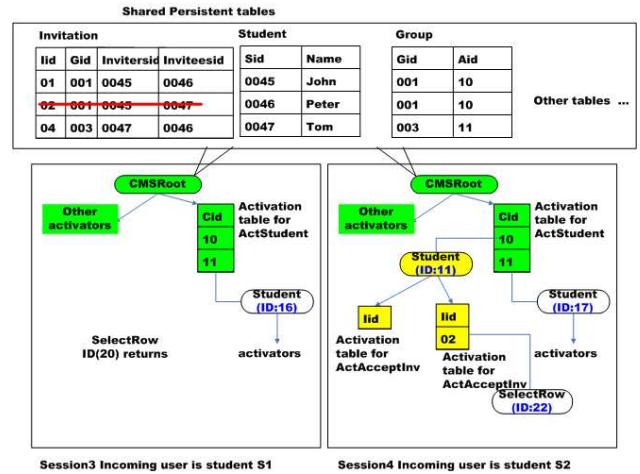 Shared Persistent tables
Invitation
Student
Group
Iid Gid Invitersid Inviteesid
01 001 0045 0046
02 001 0045 0047
04 003 0047 0046
Sid Name
0045 John
0046 Peter
0047 Tom
Gid Aid
001 10
001 10
003 11
Other tables ...
CMSRoot
Other
activators
Cid
10
11
Activation
table for
ActStudent
Student
(ID:16)
SelectRow
ID(20) returns
activators
Session3 Incoming user is student S1
CMSRoot
Other
activators
Cid
10
11
Activation
table for
ActStudent
Student
(ID:11)
Student
(ID:17)
Iid
Activation
table for
ActAcceptInv
Iid
02
Activation
table for
ActAcceptInv
activators
SelectRow
(ID:22)
Session4 Incoming user is student S2